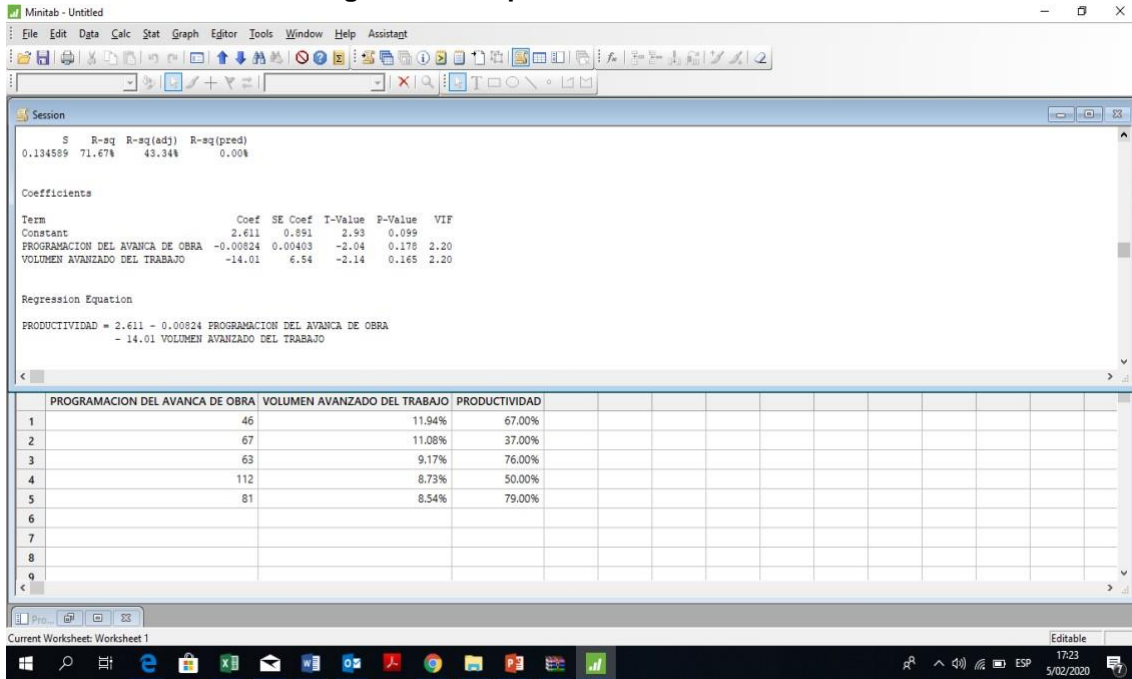 Minitab - Untitled
File Edit Data Calc Stat Graph Editor Tools Window Help Assistant
Session
S R-sq R-sq(adj) R-sq(pred)
0.134589 71.67% 43.34% 0.00%
Coefficients
Term Coef SE Coef T-Value P-Value VIF
Constant 2.611 0.891 2.93 0.099
PROGRAMACION DEL AVANCA DE OBRA -0.00824 0.00403 -2.04 0.178 2.20
VOLUMEN AVANZADO DEL TRABAJO -14.01 6.54 -2.14 0.165 2.20
Regression Equation
PRODUCTIVIDAD = 2.611 - 0.00824 PROGRAMACION DEL AVANCA DE OBRA
- 14.01 VOLUMEN AVANZADO DEL TRABAJO
PROGRAMACION DEL AVANCA DE OBRA VOLUMEN AVANZADO DEL TRABAJO PRODUCTIVIDAD
1 46 11.94% 67.00%
2 67 11.08% 37.00%
3 63 9.17% 76.00%
4 112 8.73% 50.00%
5 81 8.54% 79.00%
6
7
8
9
Pro...
Current Worksheet: Worksheet 1 Editable
ESP 17:23
5/02/2020